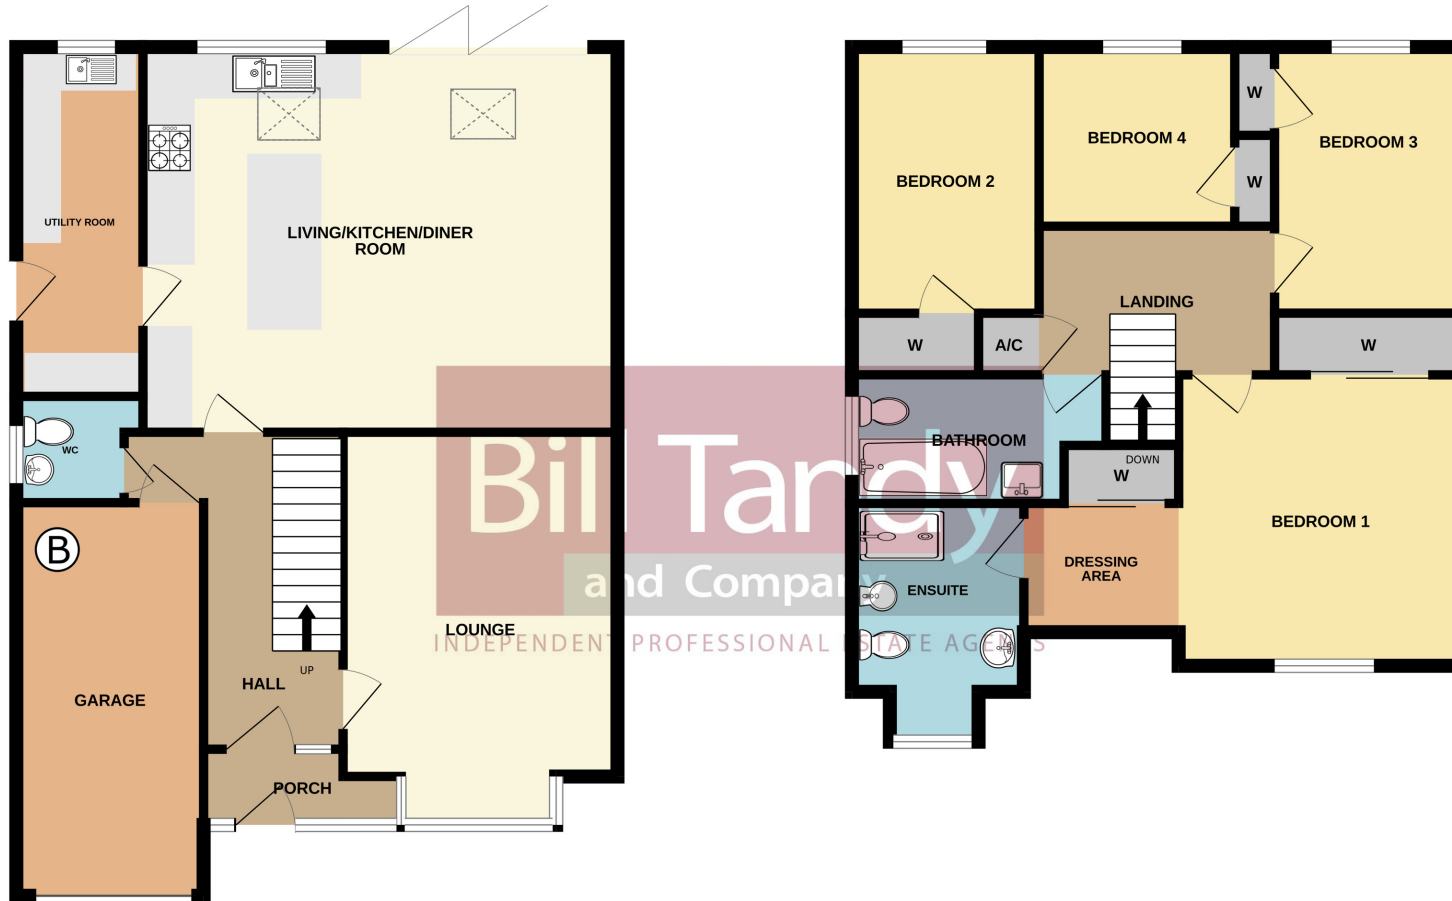 UTILITY ROOM
LIVING/KITCHEN/DINER
ROOM
WC
B
GARAGE
HALL
UP
PORCH
LOUNGE
BEDROOM 2
BEDROOM 4
BEDROOM 3
W
W
LANDING
W
A/C
W
BATHROOM
DOWN
W
BEDROOM 1
DRESSING
AREA
ENSUITE
Bill Tandy
and Company
INDEPENDENT PROFESSIONAL ESTATE AGENTS